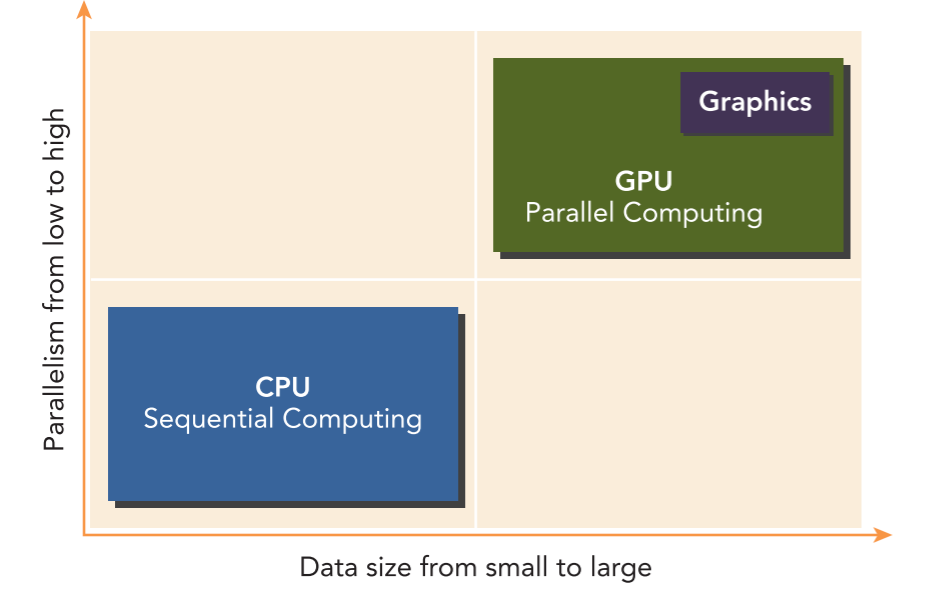 Parallelism from low to high
Graphics
GPU
Parallel Computing
CPU
Sequential Computing
Data size from small to large